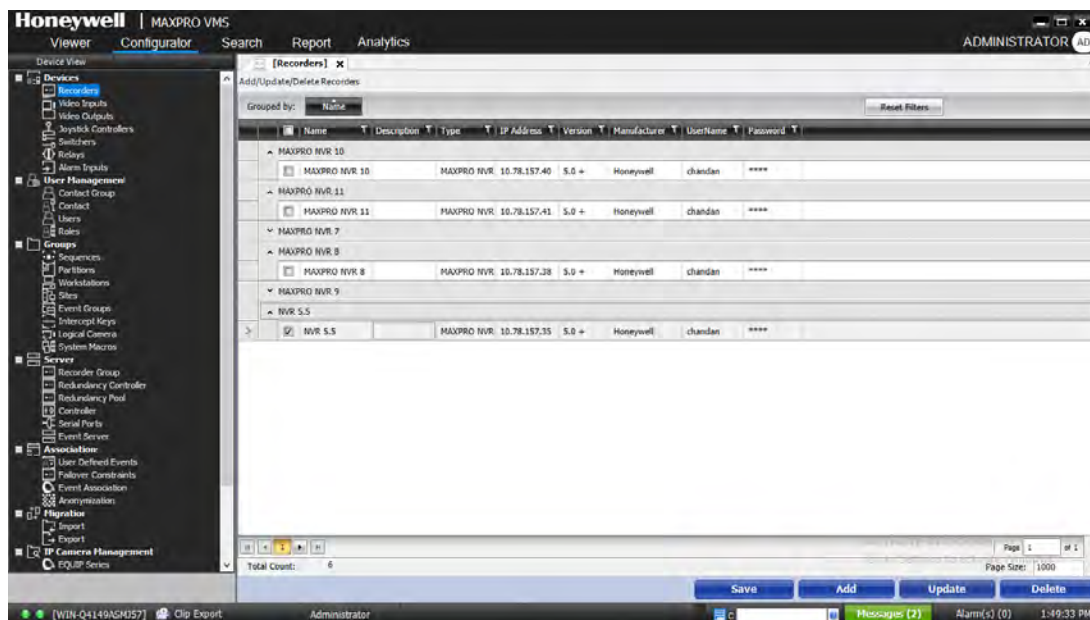 Honeywell | MAXPRO VMS
Viewer Configurator Search Report Analytics ADMINISTRATOR AD
Device View
[Recorders] x
Devices
Recorders
Video Inputs
Video Outputs
Joystick Controllers
Switchers
Relays
Alarm Inputs
User Management
Contact Group
Contact
Users
Roles
Groups
Sequences
Partitions
Workstations
Sites
Event Groups
Intercept Keys
Logical Camera
System Macros
Server
Recorder Group
Redundancy Controller
Redundancy Pool
Controller
Serial Ports
Event Server
Association
User Defined Events
Failover Constraints
Event Association
Anonymization
Migration
Import
Export
IP Camera Management
EQUIP Series
Add/Update/Delete Recorders
Grouped by: Name Reset Filters
Name Description Type IP Address Version Manufacturer UserName Password
MAXPRO NVR 10
MAXPRO NVR 10 MAXPRO NVR 10.78.157.40 5.0 + Honeywell chandan ****
MAXPRO NVR 11
MAXPRO NVR 11 MAXPRO NVR 10.78.157.41 5.0 + Honeywell chandan ****
MAXPRO NVR 7
MAXPRO NVR 8
MAXPRO NVR 8 MAXPRO NVR 10.78.157.38 5.0 + Honeywell chandan ****
MAXPRO NVR 9
NVR 5.5
NVR 5.5 MAXPRO NVR 10.78.157.35 5.0 + Honeywell chandan ****
1 Page 1 of 1
Total Count: 6 Page Size: 1000
Save Add Update Delete
[WIN-Q4149ASMJ57] Clip Export Administrator C Messages (2) Alarm(s) (0) 1:49:33 PM